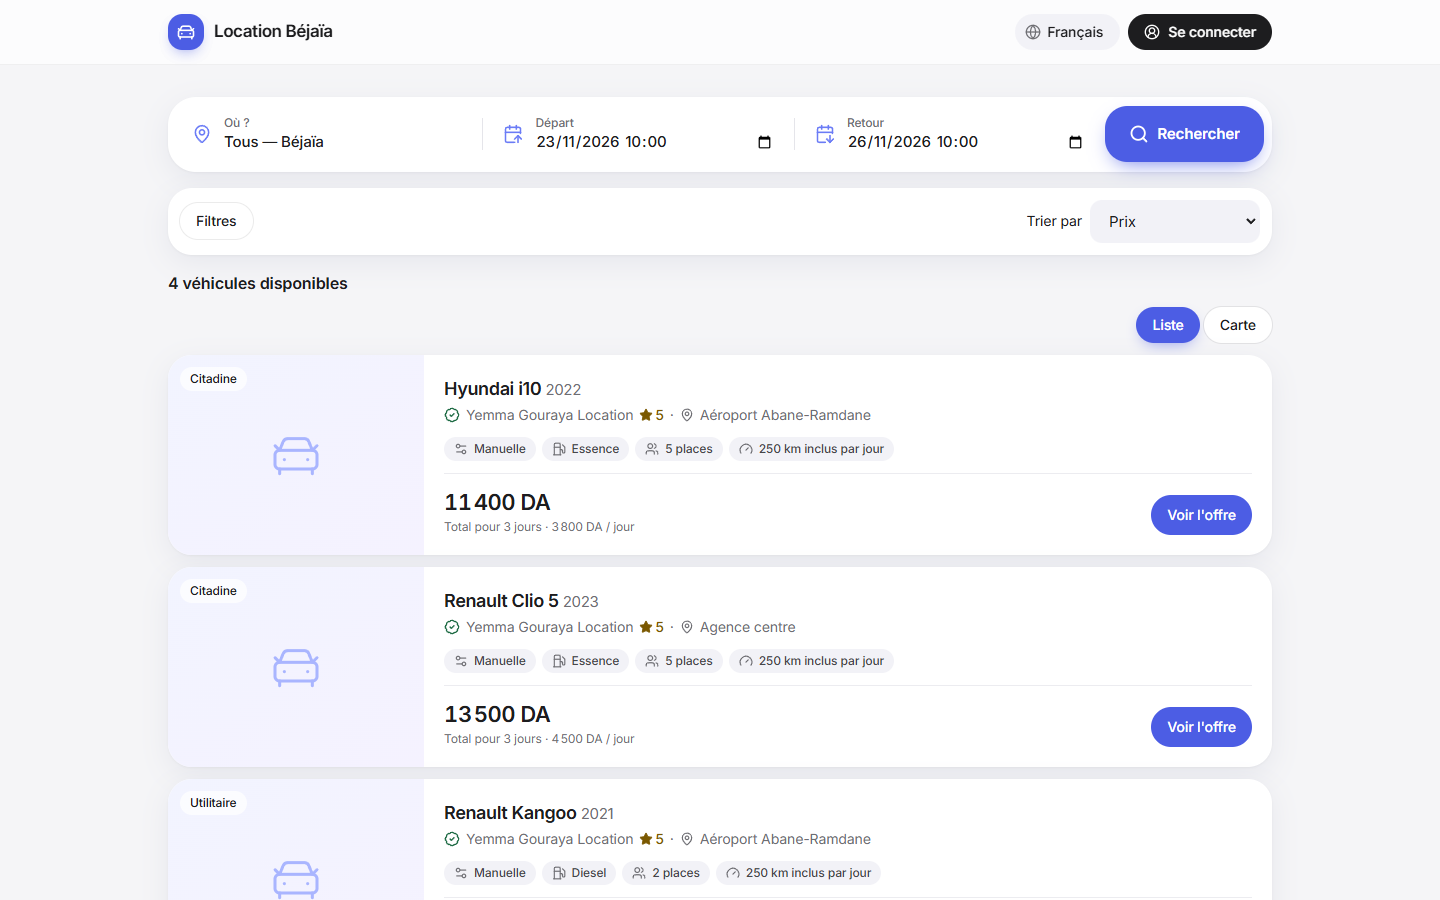 Location Béjaïa
Français
Se connecter
Où ?
Tous — Béjaïa
Départ
23/11/2026 10:00
Retour
26/11/2026 10:00
Rechercher
Filtres
Trier par
Prix
4 véhicules disponibles
Liste
Carte
Citadine
Hyundai i10 2022
Yemma Gouraya Location 5 · Aéroport Abane-Ramdane
Manuelle
Essence
5 places
250 km inclus par jour
11 400 DA
Total pour 3 jours · 3 800 DA / jour
Voir l'offre
Citadine
Renault Clio 5 2023
Yemma Gouraya Location 5 · Agence centre
Manuelle
Essence
5 places
250 km inclus par jour
13 500 DA
Total pour 3 jours · 4 500 DA / jour
Voir l'offre
Utilitaire
Renault Kangoo 2021
Yemma Gouraya Location 5 · Aéroport Abane-Ramdane
Manuelle
Diesel
2 places
250 km inclus par jour